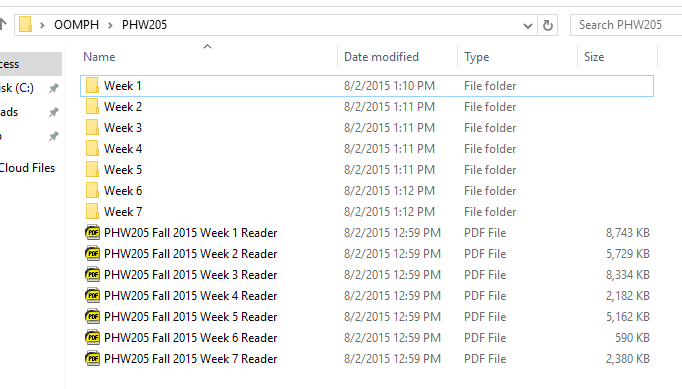 OOMPH PHW205 Search PHW205
Name Date modified Type Size
cess
isk (C:)
ads
Cloud Files
Week 1 8/2/2015 1:10 PM File folder
Week 2 8/2/2015 1:11 PM File folder
Week 3 8/2/2015 1:11 PM File folder
Week 4 8/2/2015 1:11 PM File folder
Week 5 8/2/2015 1:11 PM File folder
Week 6 8/2/2015 1:12 PM File folder
Week 7 8/2/2015 1:12 PM File folder
PDF PHW205 Fall 2015 Week 1 Reader 8/2/2015 12:59 PM PDF File 8,743 KB
PDF PHW205 Fall 2015 Week 2 Reader 8/2/2015 12:59 PM PDF File 5,729 KB
PDF PHW205 Fall 2015 Week 3 Reader 8/2/2015 12:59 PM PDF File 8,334 KB
PDF PHW205 Fall 2015 Week 4 Reader 8/2/2015 12:59 PM PDF File 2,182 KB
PDF PHW205 Fall 2015 Week 5 Reader 8/2/2015 12:59 PM PDF File 5,162 KB
PDF PHW205 Fall 2015 Week 6 Reader 8/2/2015 12:59 PM PDF File 590 KB
PDF PHW205 Fall 2015 Week 7 Reader 8/2/2015 12:59 PM PDF File 2,380 KB